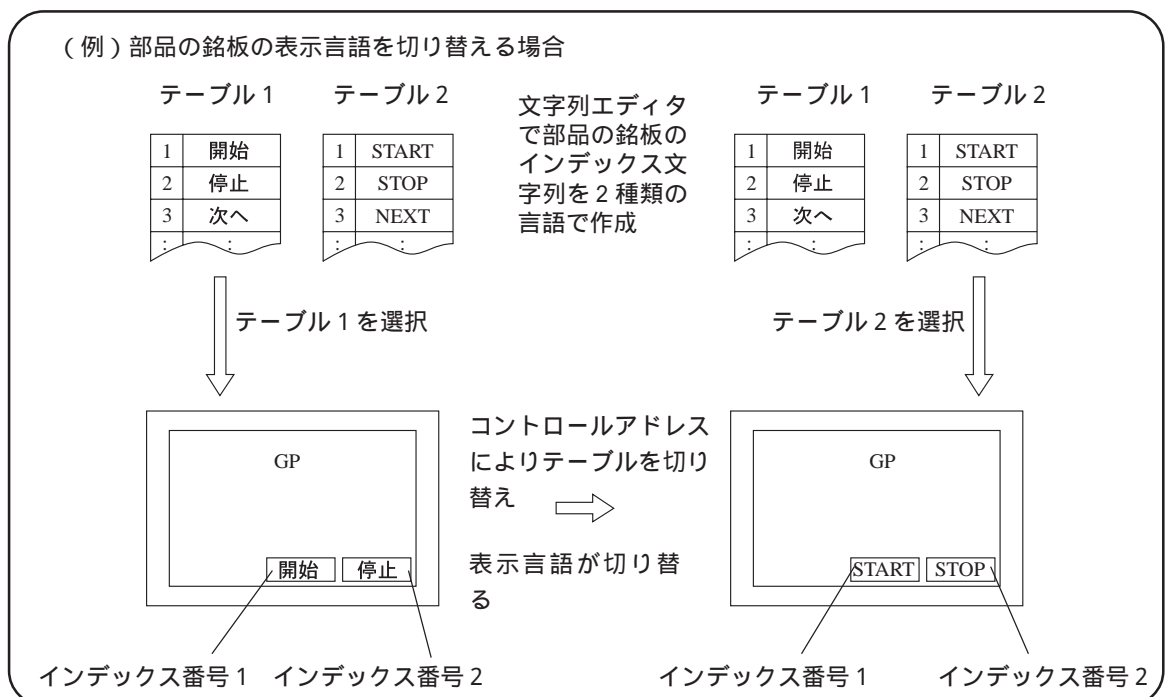 （例）部品の銘板の表示言語を切り替える場合
テーブル1 テーブル2
1 開始
2 停止
3 次へ
: :
1 START
2 STOP
3 NEXT
: :
文字列エディタ
で部品の銘板の
インデックス文
字列を2種類の
言語で作成
テーブル1 テーブル2
1 開始
2 停止
3 次へ
: :
1 START
2 STOP
3 NEXT
: :
テーブル1を選択
テーブル2を選択
GP
開始 停止
コントロールアドレス
によりテーブルを切り
替え
表示言語が切り替
る
GP
START STOP
インデックス番号1 インデックス番号2
インデックス番号1 インデックス番号2